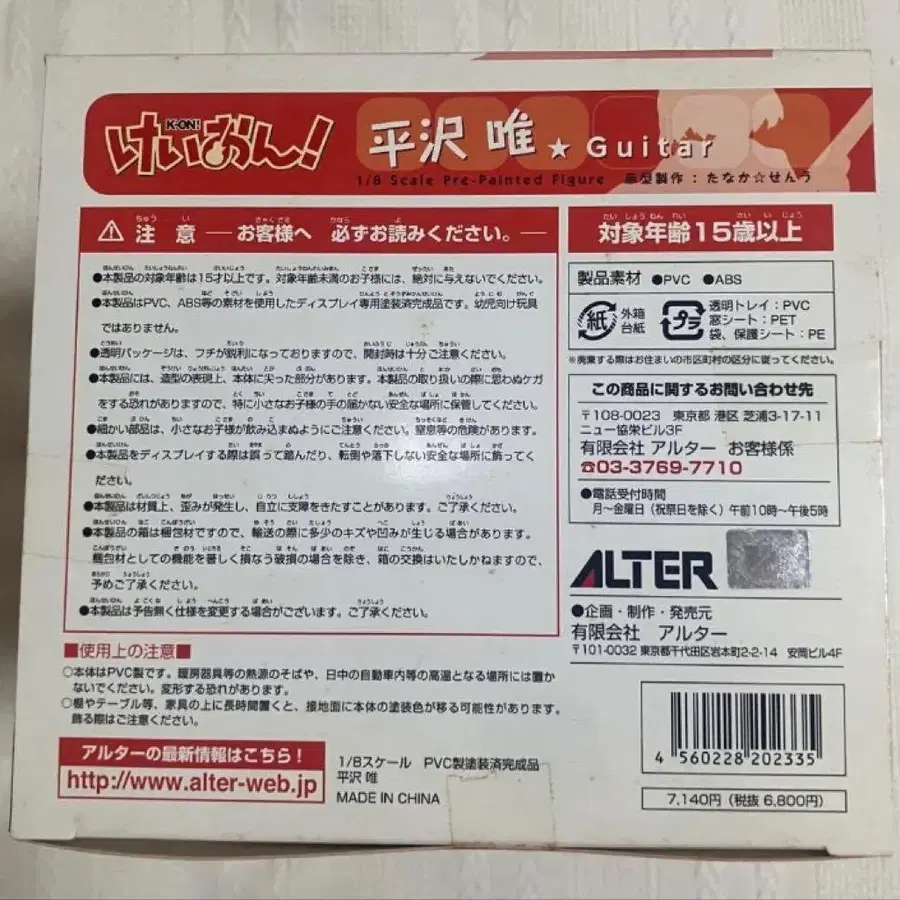 K-ON!
けいおん!
平沢 唯 ★ Guitar
1/8 Scale Pre-Painted Figure 原型製作:たなか☆せんう
注意 ―お客様へ 必ずお読みください。―
●本製品の対象年齢は15才以上です。対象年齢未満のお子様には、絶対に与えないでください。
●本製品はPVC、ABS等の素材を使用したディスプレイ専用塗装済完成品です。幼児向け玩具
ではありません。
●透明パッケージは、フチが鋭利になっておりますので、開封時は十分ご注意ください。
●本製品には、造型の表現上、本体に尖った部分があります。本製品の取り扱いの際に思わぬケガ
をする恐れがありますので、特に小さなお子様の手の届かない安全な場所に保管してください。
●細かい部品は、小さなお子様が飲み込まぬようにご注意ください。窒息等の危険があります。
●本製品をディスプレイする際は誤って踏んだり、転倒や落下しない安全な場所に飾ってく
ださい。
●本製品は材質上、歪みが発生し、自立に支障をきたすことがあります。ご了承ください。
●本製品の箱は梱包材ですので、輸送の際に多少のキズや凹みが生じる場合があります。
梱包材としての機能を著しく損なう破損の場合を除き、箱の交換はいたしかねますので、
予めご了承ください。
●本製品は予告無く仕様を変更する場合がございます。ご了承ください。
■使用上の注意■
○本体はPVC製です。暖房器具等の熱源のそばや、日中の自動車内等の高温となる場所には置か
ないでください。変形する恐れがあります。
○棚やテーブル等、家具の上に長時間置くと、接地面に本体の塗装色が移る可能性があります。
飾る際はご注意ください。
アルターの最新情報はこちら!
http://www.alter-web.jp
1/8スケール PVC製塗装済完成品
平沢 唯
MADE IN CHINA
対象年齢15歳以上
製品素材 ●PVC ●ABS
紙 外箱
台紙
プラ 透明トレイ:PVC
窓シート:PET
袋、保護シート:PE
※廃棄する際はお住まいの市区町村の区分に従ってください。
この商品に関するお問い合わせ先
〒108-0023 東京都 港区 芝浦3-17-11
ニュー協栄ビル3F
有限会社 アルター お客様係
☎03-3769-7710
●電話受付時間
月~金曜日(祝祭日を除く)午前10時~午後5時
ALTER
●企画・制作・発売元
有限会社 アルター
〒101-0032 東京都千代田区岩本町2-2-14 安岡ビル4F
4 560228 202335
7,140円(税抜 6,800円)